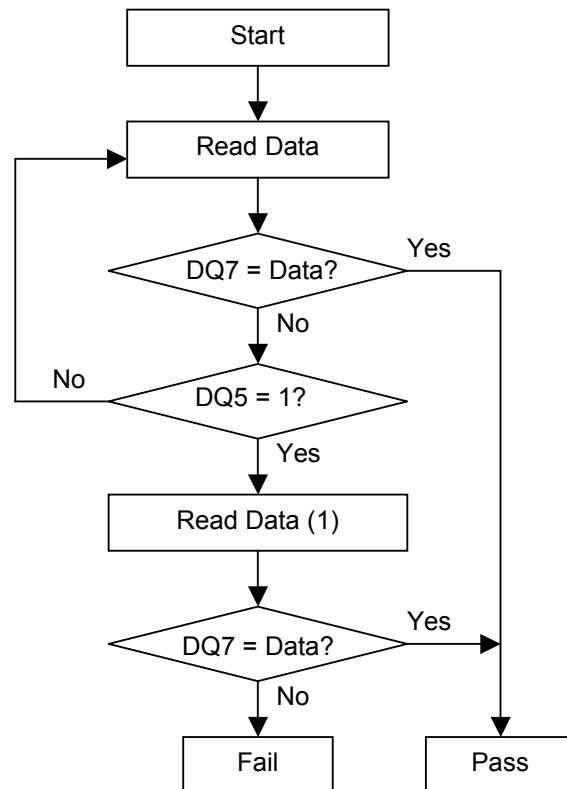 Start
Read Data
DQ7 = Data?
Yes
No
DQ5 = 1?
No
Yes
Read Data (1)
DQ7 = Data?
Yes
No
Fail
Pass